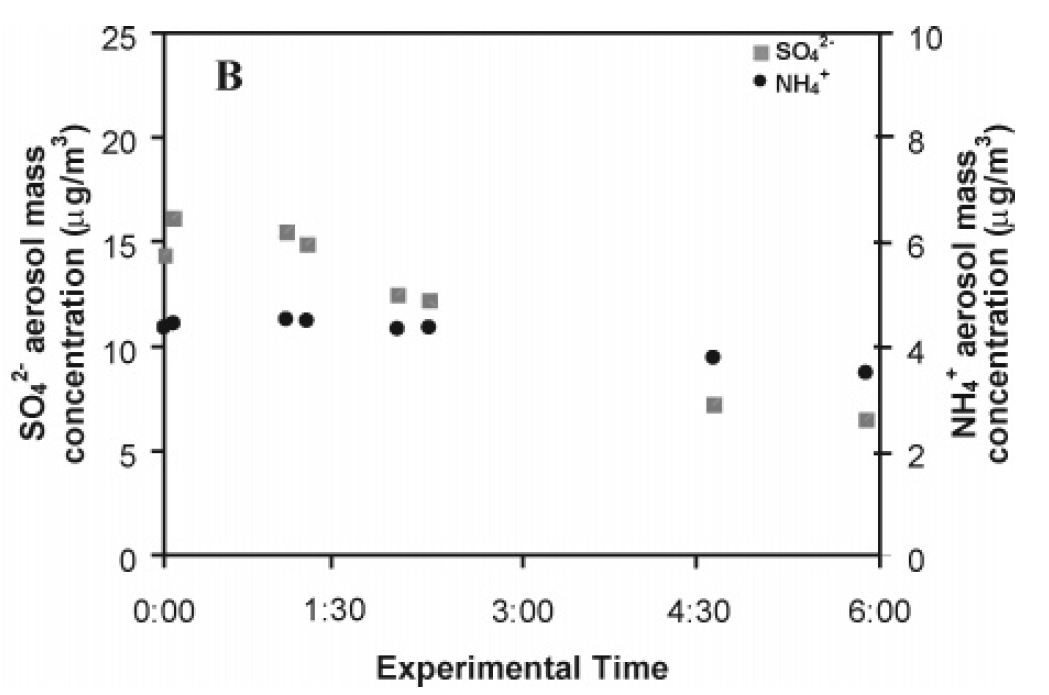 25
20
15
10
5
0
SO₄²⁻ aerosol mass
concentration (μg/m³)
B
SO₄²⁻
NH₄⁺
10
8
6
4
2
0
NH₄⁺ aerosol mass
concentration (μg/m³)
0:00 1:30 3:00 4:30 6:00
Experimental Time